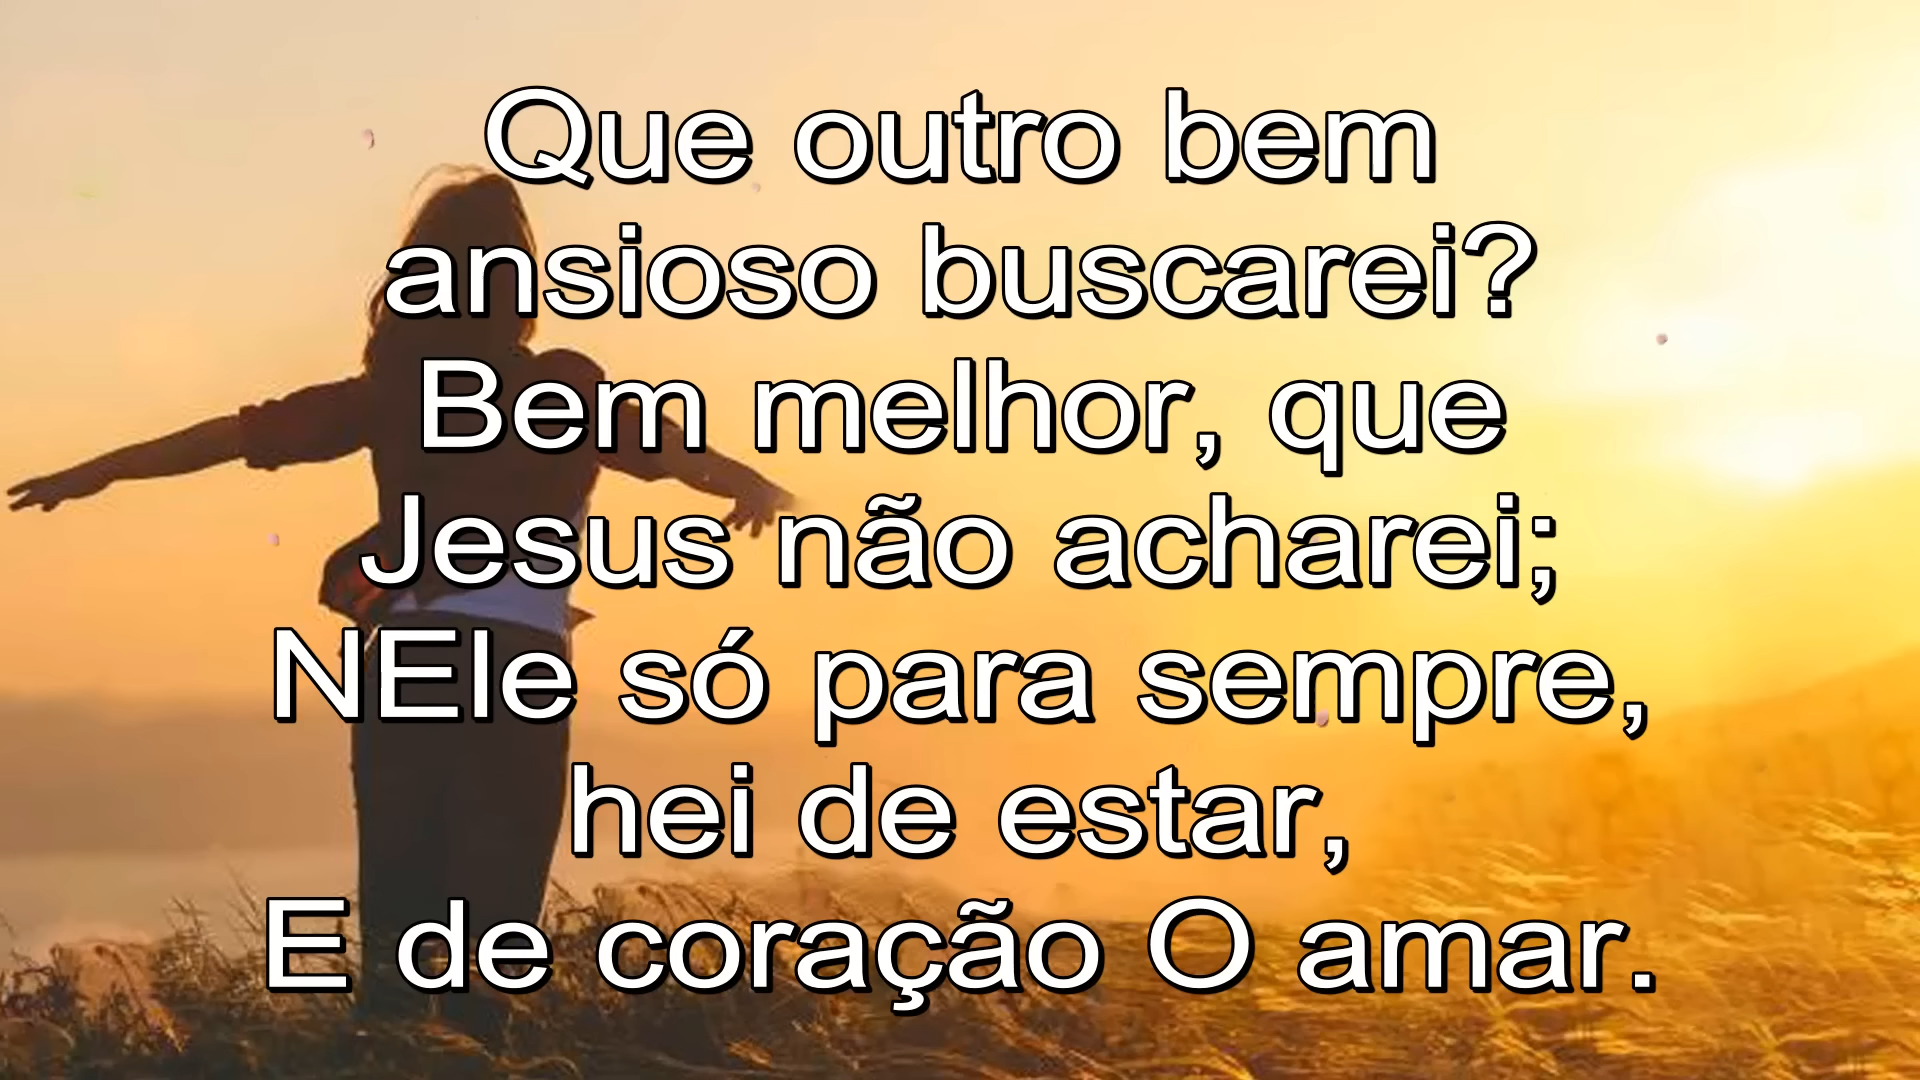 Que outro bem
ansioso buscarei?
Bem melhor, que
Jesus não acharei;
NEle só para sempre,
hei de estar,
E de coração O amar.